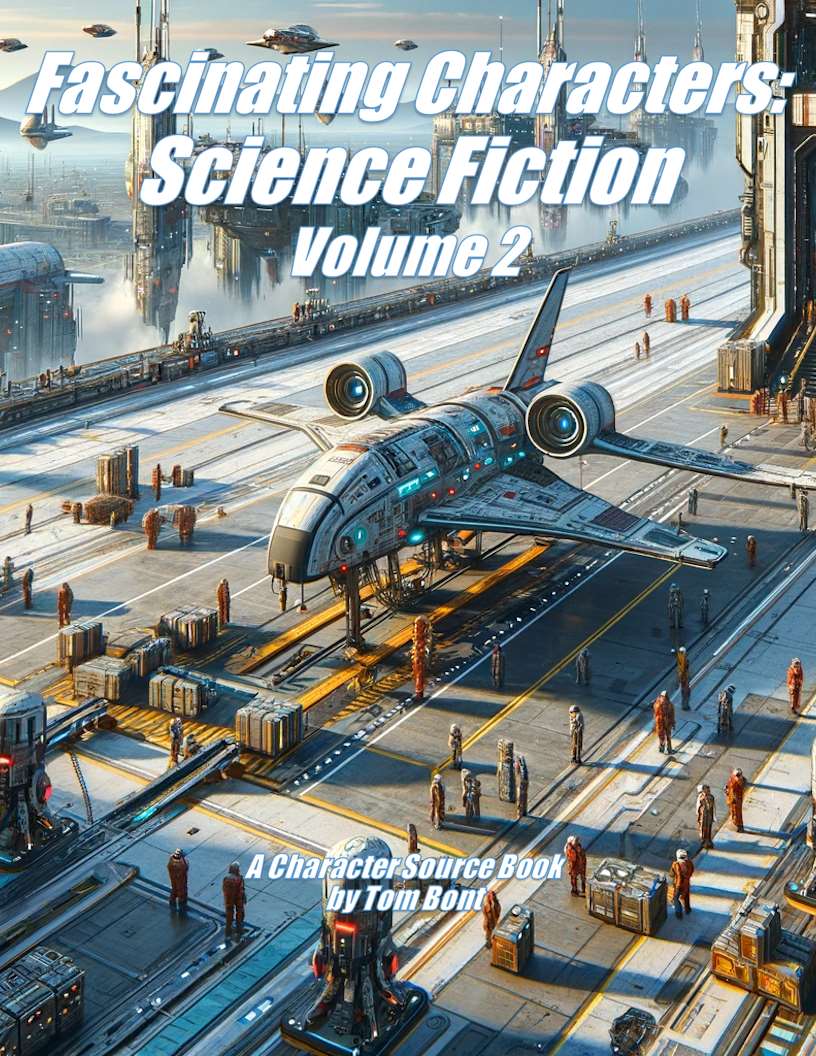 Fascinating Characters:
Science Fiction
Volume 2
A Character Source Book
by Tom Bont